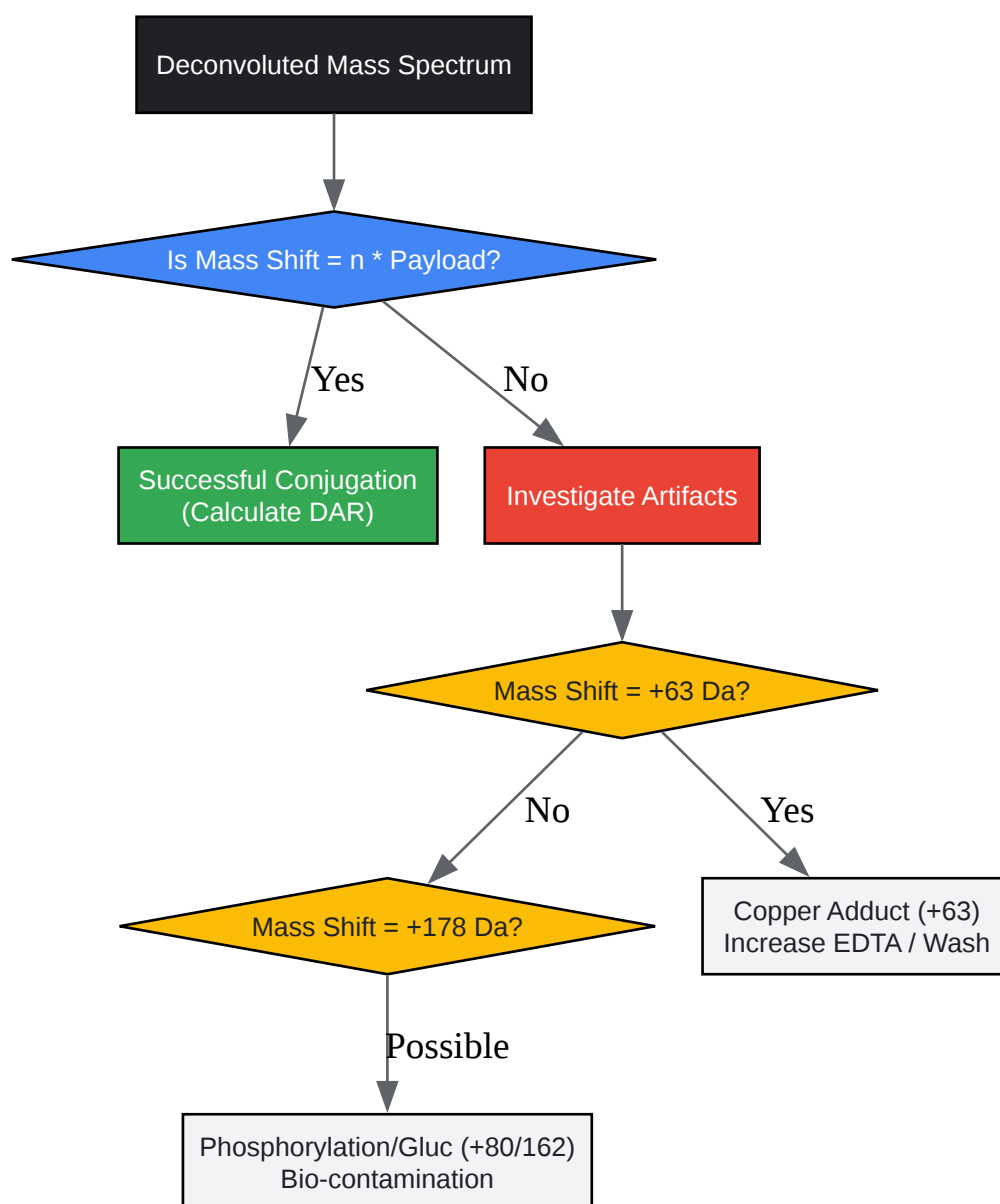 Deconvoluted Mass Spectrum
Is Mass Shift = n * Payload?
Yes
No
Successful Conjugation
(Calculate DAR)
Investigate Artifacts
Mass Shift = +63 Da?
No
Yes
Mass Shift = +178 Da?
Copper Adduct (+63)
Increase EDTA / Wash
Possible
Phosphorylation/Gluc (+80/162)
Bio-contamination